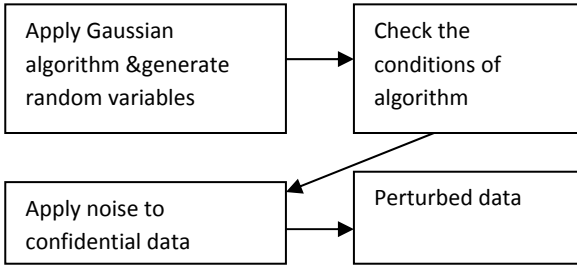 Apply Gaussian
algorithm &generate
random variables
Check the
conditions of
algorithm
Apply noise to
confidential data
Perturbed data